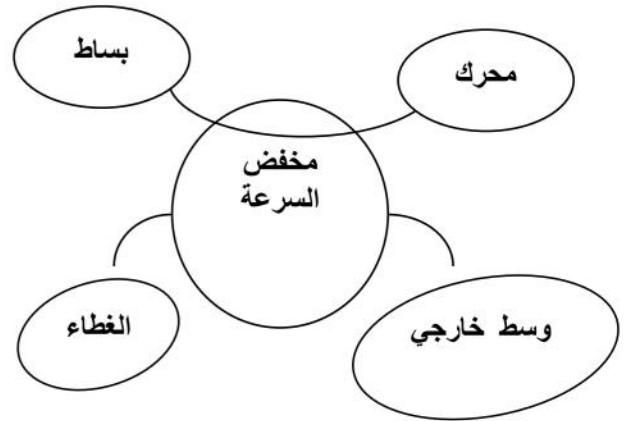 بساط
محرك
مخفض
السرعة
الغطاء
وسط خارجي